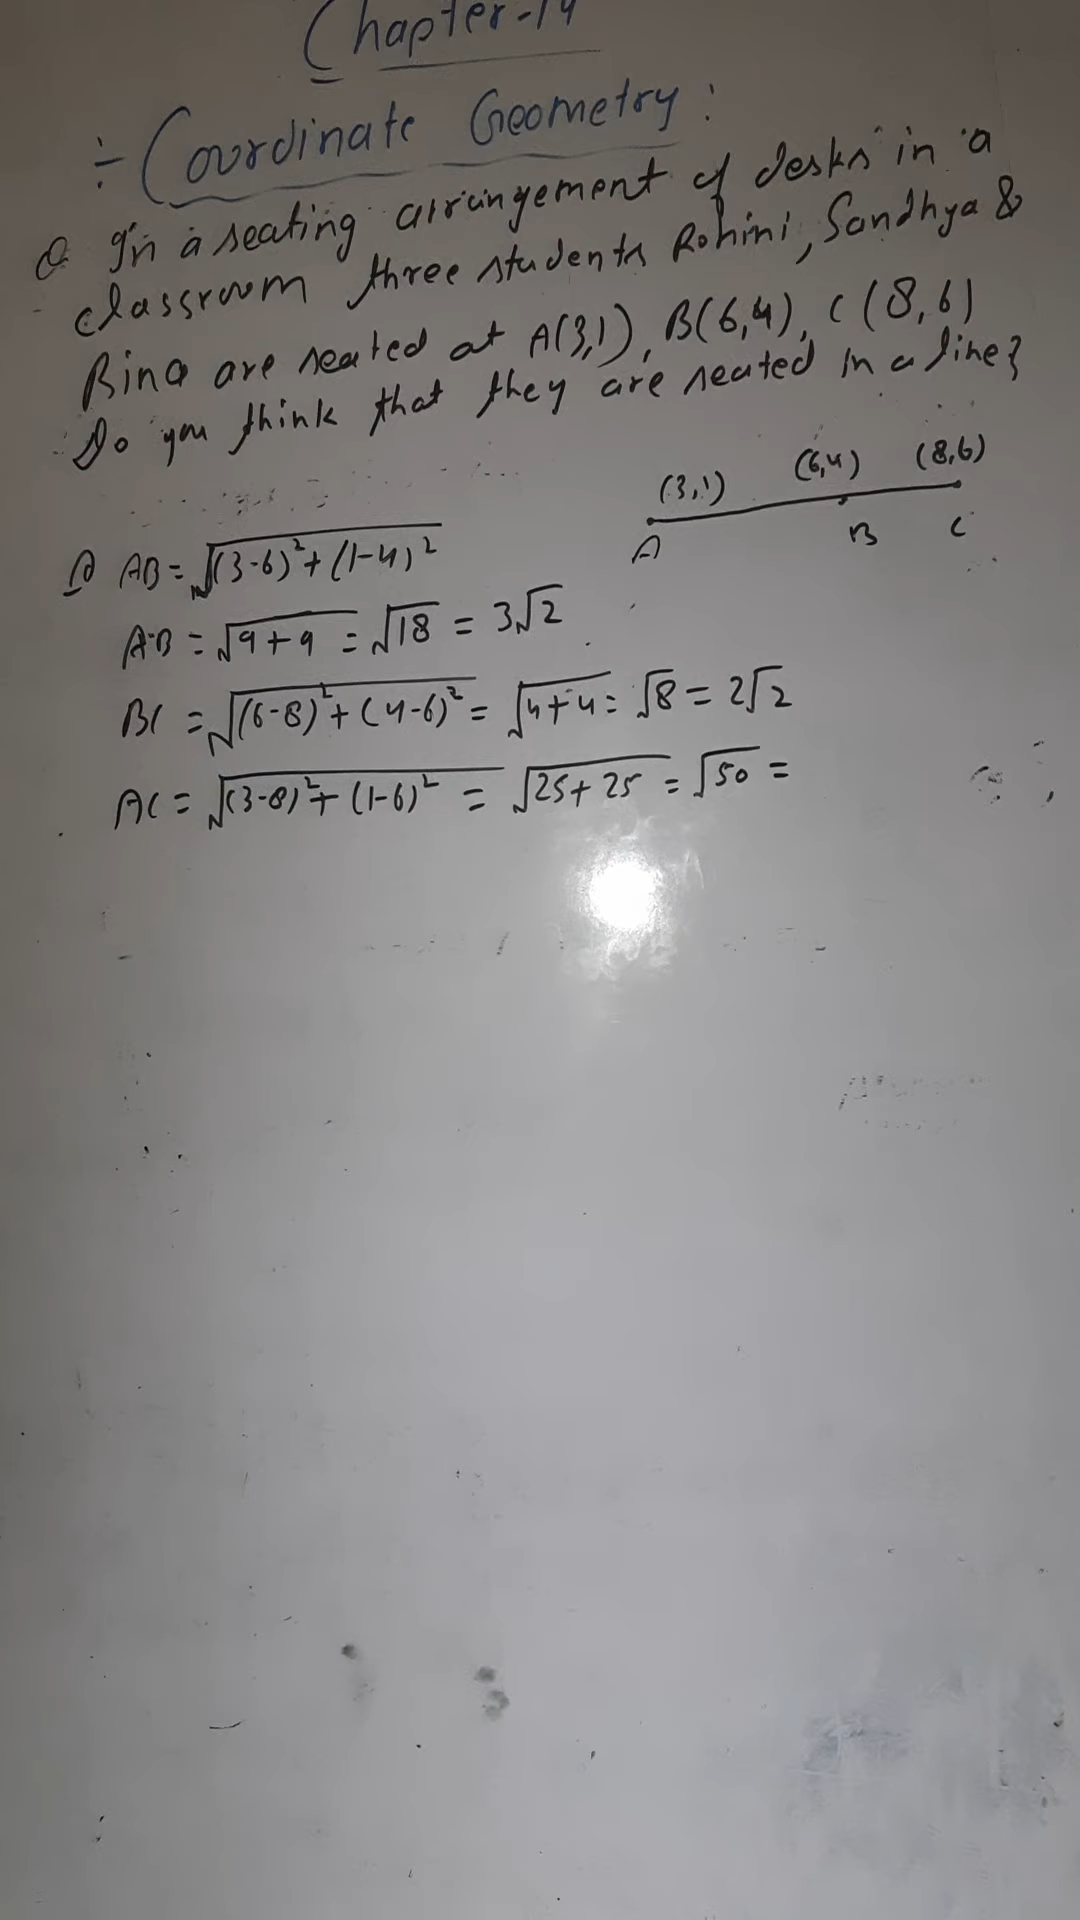 Chapter-14
÷ Coordinate Geometry:
Q In a seating arrangement of desks in a
classroom three students Rohini, Sandhya &
Bina are seated at A(3,1), B(6,4), C(8,6)
Do you think that they are seated in a line?
(3,1) (6,4) (8,6)
A B C
AB = √(3-6)²+(1-4)²
AB = √9+9 = √18 = 3√2
BC = √(6-8)²+(4-6)² = √4+4 = √8 = 2√2
AC = √(3-8)²+(1-6)² = √25+25 = √50 =